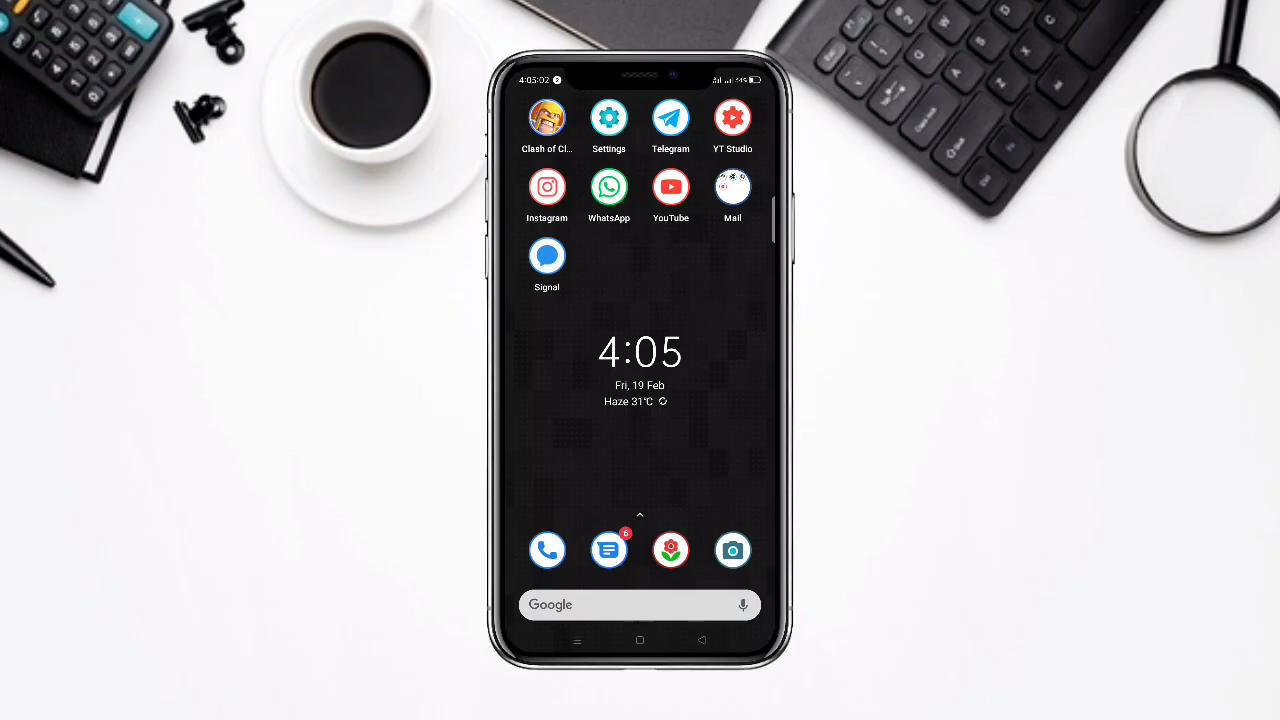 4:05:02
44%
Clash of Cl...
Settings
Telegram
YT Studio
Instagram
WhatsApp
YouTube
Mail
Signal
4:05
Fri, 19 Feb
Haze 31°C
6
Google